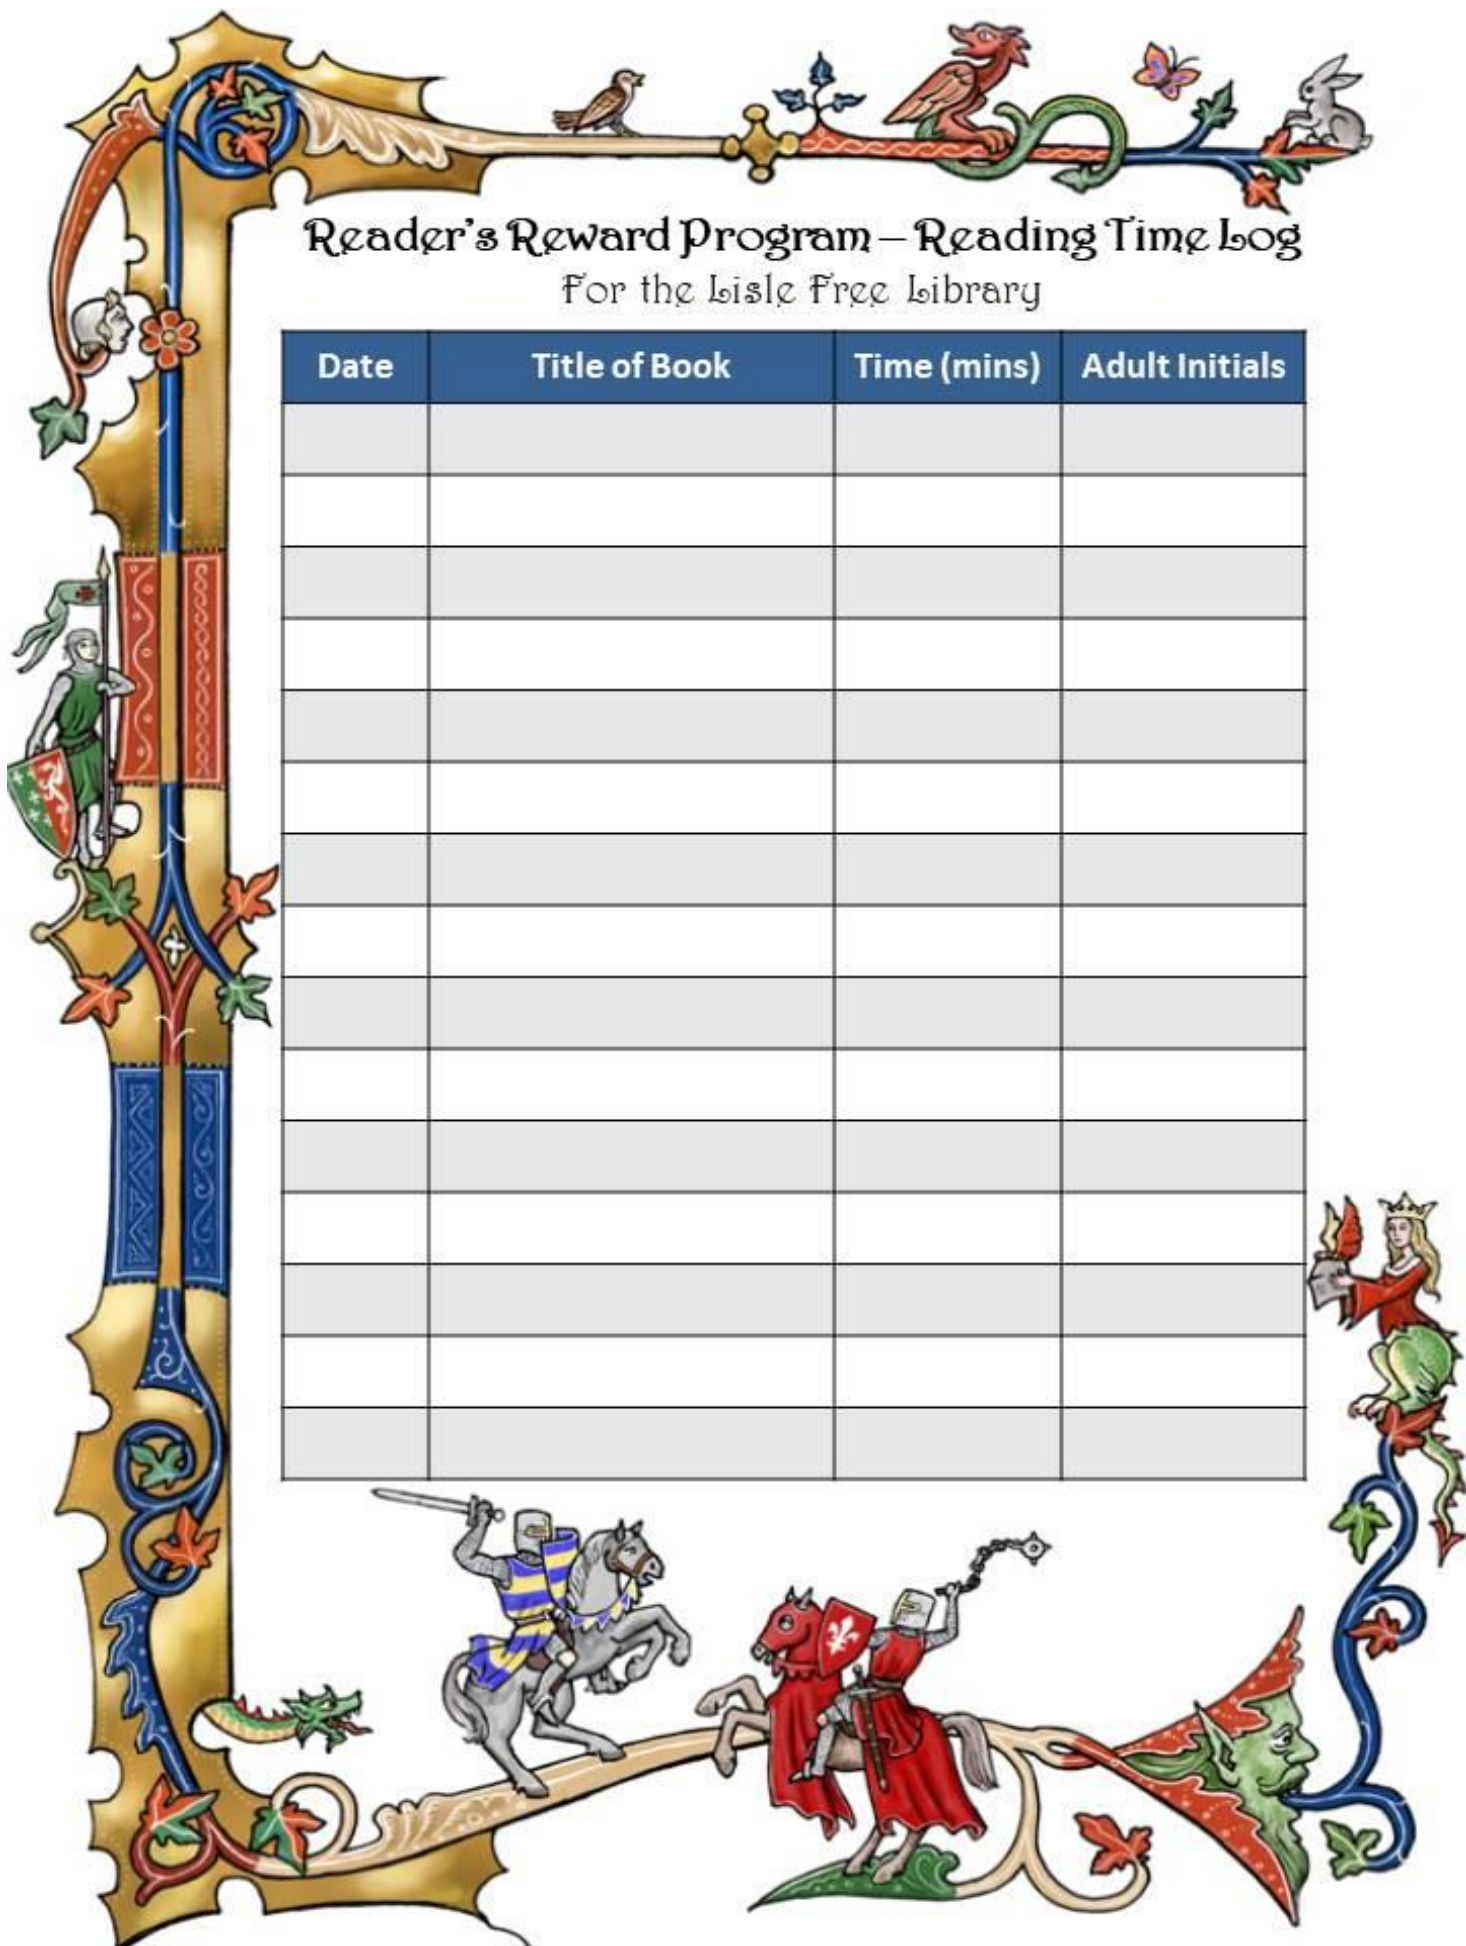 Reader's Reward Program – Reading Time Log
For the Lisle Free Library
Date Title of Book Time (mins) Adult Initials